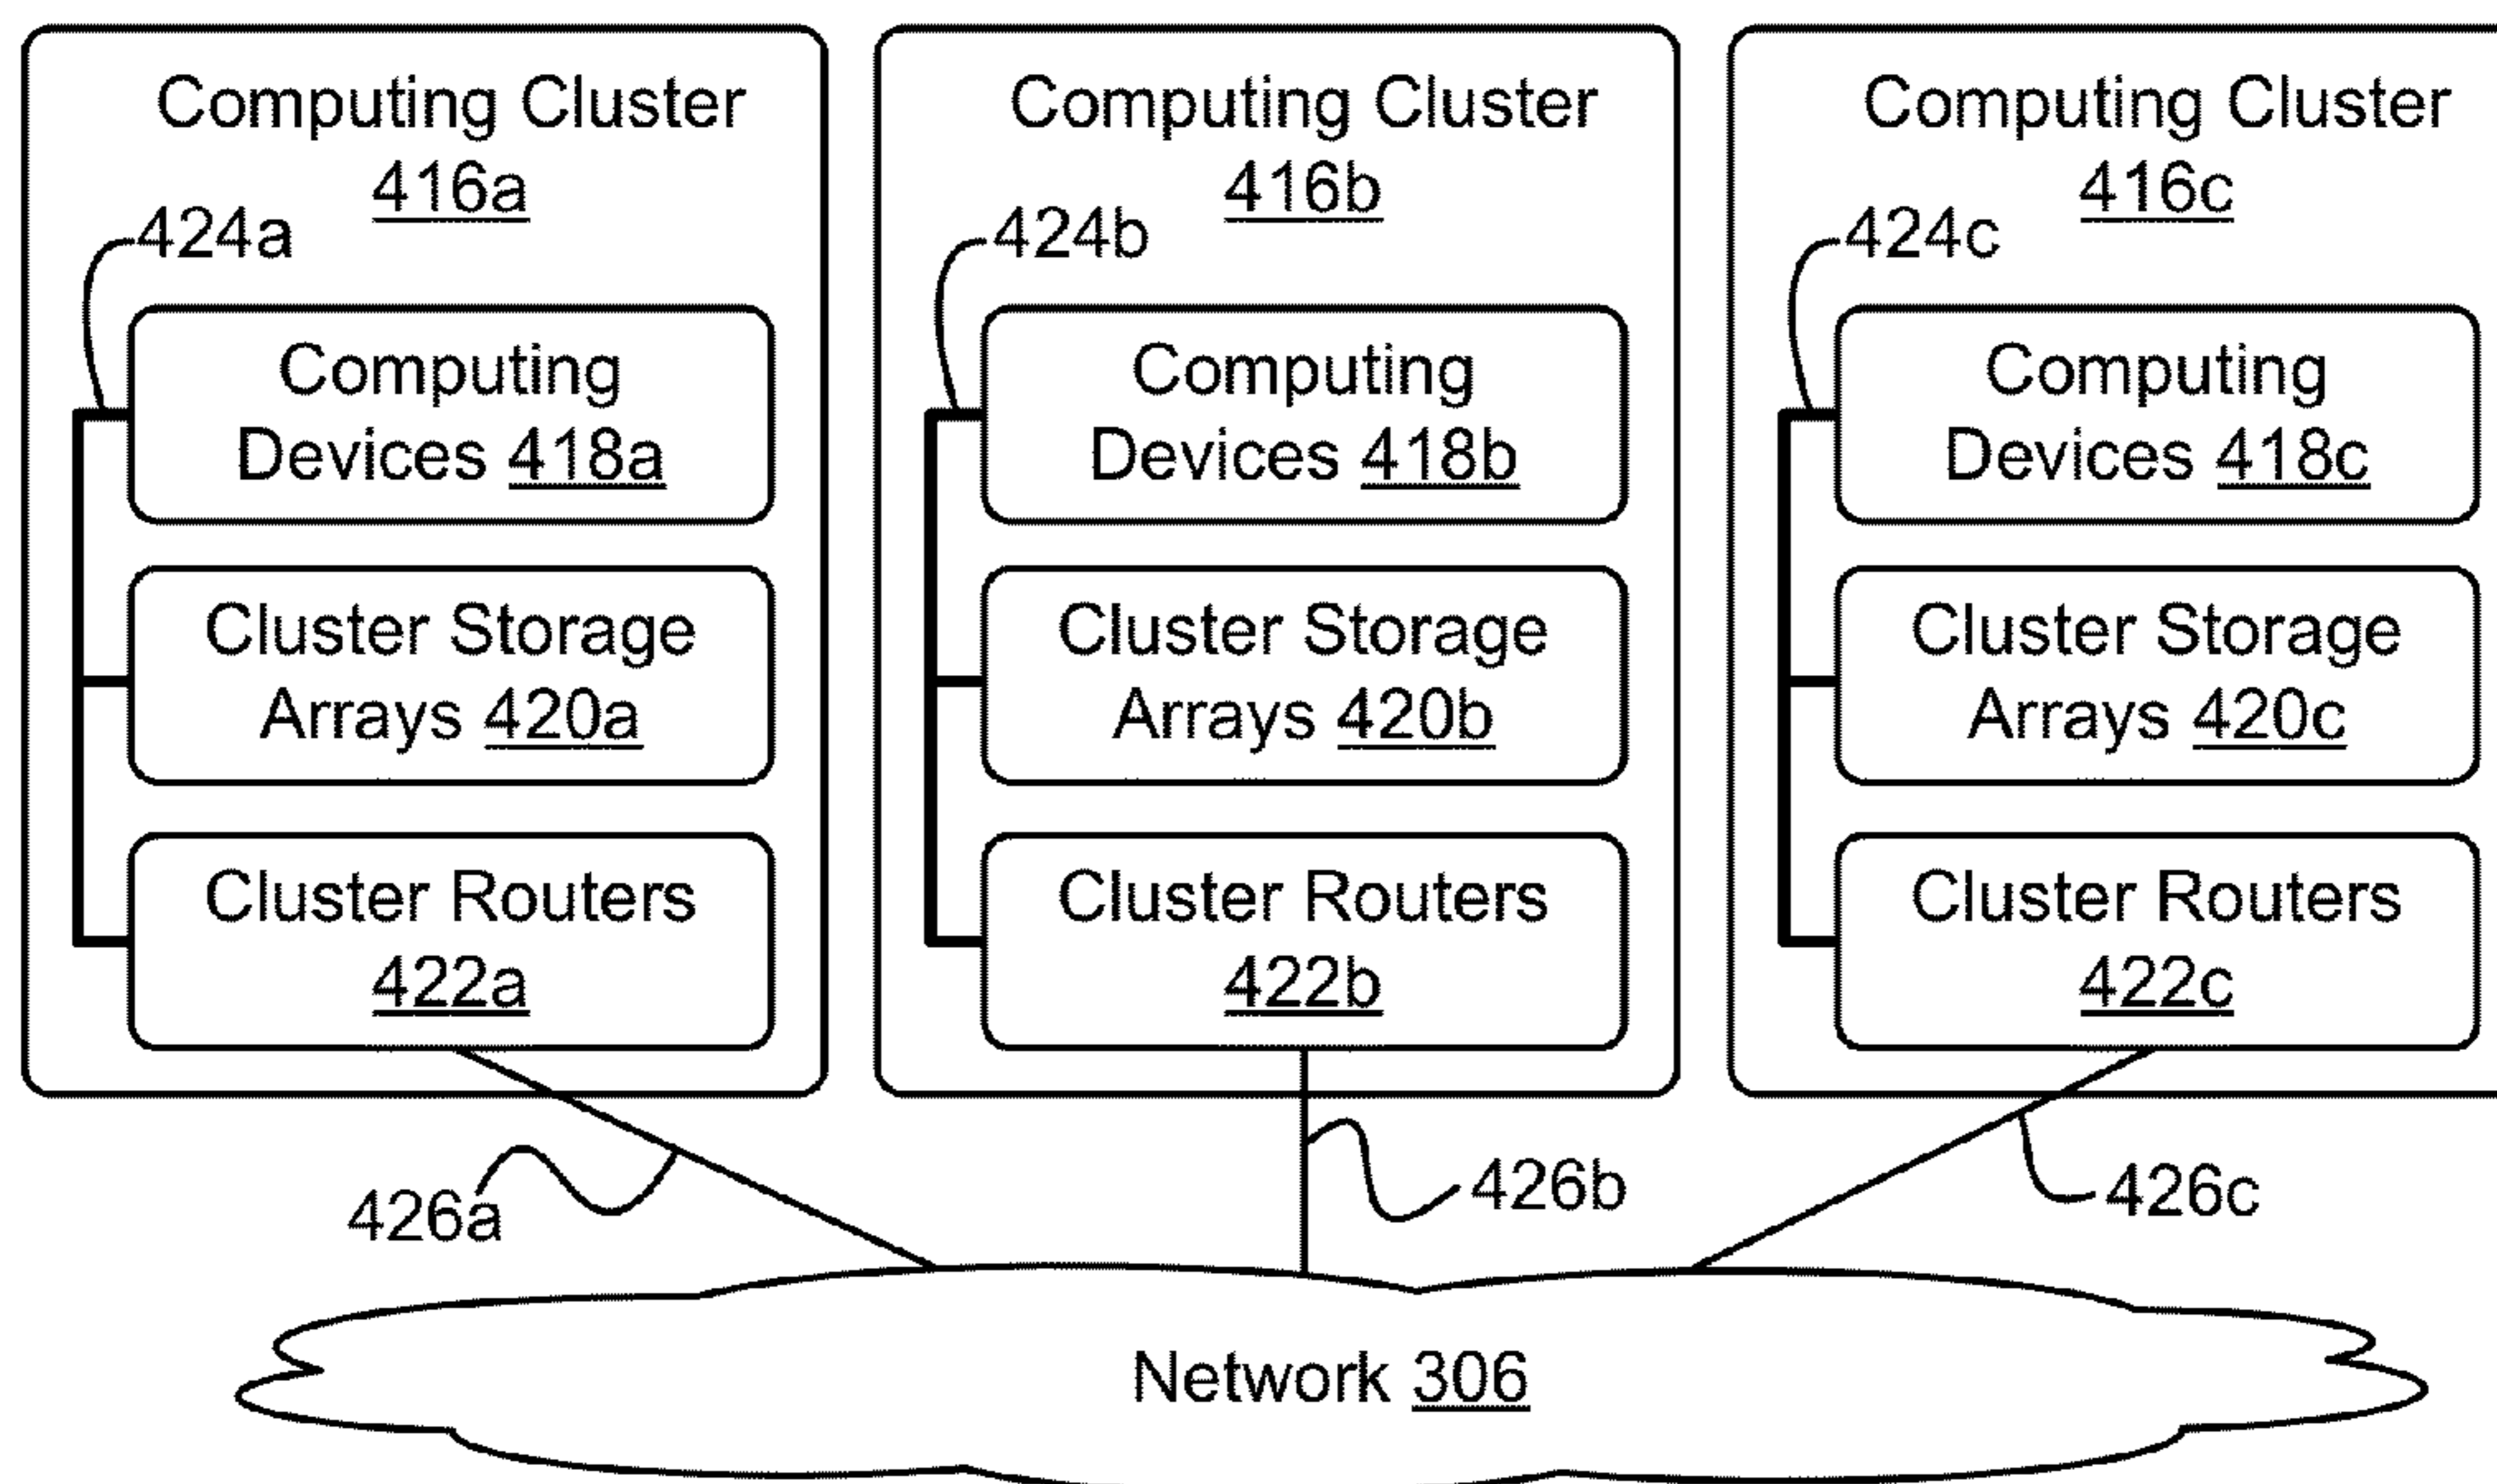 Computing Cluster
416a
424a
Computing
Devices 418a
Cluster Storage
Arrays 420a
Cluster Routers
422a
426a
Computing Cluster
416b
424b
Computing
Devices 418b
Cluster Storage
Arrays 420b
Cluster Routers
422b
426b
Computing Cluster
416c
424c
Computing
Devices 418c
Cluster Storage
Arrays 420c
Cluster Routers
422c
426c
Network 306